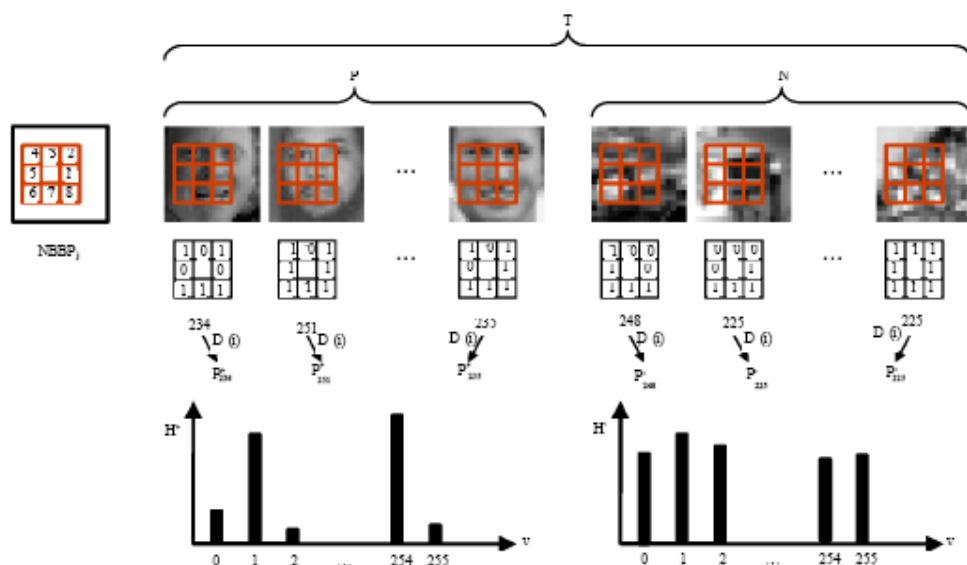 T
P N
4 3 2
5 1
6 7 8
... ...
NBBP
1 0 1 1 0 1 1 0 1 1 0 0 0 0 0 1 1 1
0 0 1 1 ... 0 1 1 0 0 1 ... 1 1
1 1 1 1 1 1 1 1 1 1 1 1 1 1 1 1 1 1
234 251 235 248 225 225
D (i) D (i) D (i) D (i) D (i) D (i)
P P P P P P
H⁺ H⁻
0 1 2 ... 254 255 v 0 1 2 ... 254 255 v